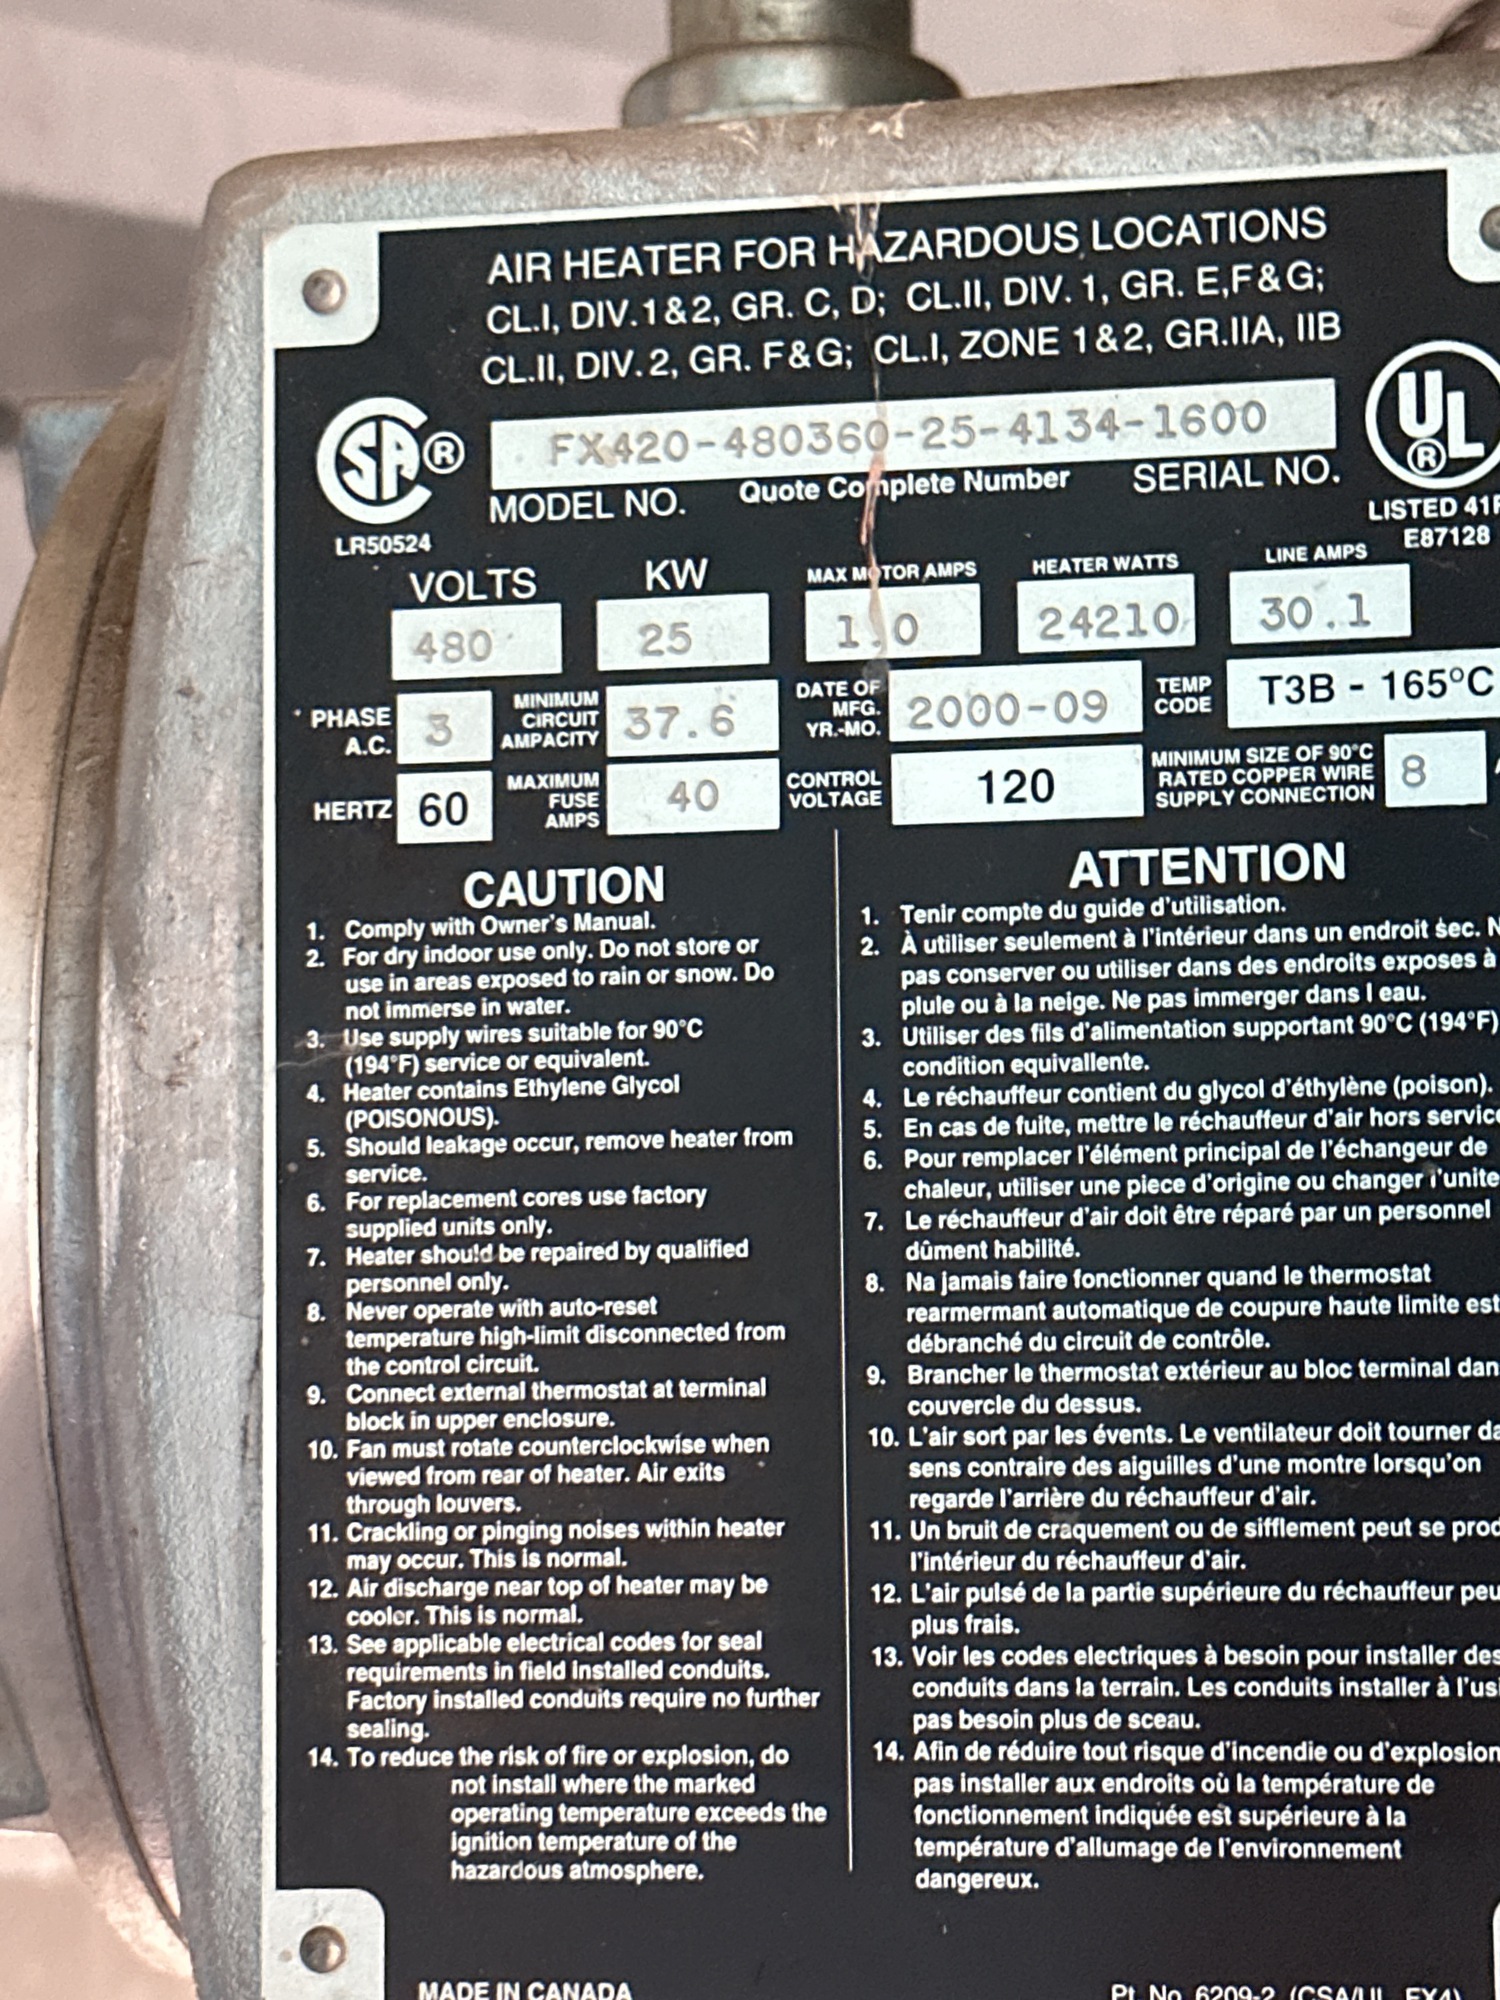 AIR HEATER FOR HAZARDOUS LOCATIONS
CL.I, DIV.1&2, GR. C, D; CL.II, DIV. 1, GR. E,F&G;
CL.II, DIV. 2, GR. F&G; CL.I, ZONE 1&2, GR.IIA, IIB
SA ®
LR50524
FX420-480360-25-4134-1600
MODEL NO. Quote Complete Number SERIAL NO.
UL ®
LISTED
E87128
VOLTS KW MAX MOTOR AMPS HEATER WATTS LINE AMPS
480 25 1.0 24210 30.1
PHASE A.C. 3
MINIMUM CIRCUIT AMPACITY 37.6
DATE OF MFG. YR.-MO. 2000-09
TEMP CODE T3B - 165°C
HERTZ 60
MAXIMUM FUSE AMPS 40
CONTROL VOLTAGE 120
MINIMUM SIZE OF 90°C
RATED COPPER WIRE
SUPPLY CONNECTION 8
CAUTION
1. Comply with Owner's Manual.
2. For dry indoor use only. Do not store or
use in areas exposed to rain or snow. Do
not immerse in water.
3. Use supply wires suitable for 90°C
(194°F) service or equivalent.
4. Heater contains Ethylene Glycol
(POISONOUS).
5. Should leakage occur, remove heater from
service.
6. For replacement cores use factory
supplied units only.
7. Heater should be repaired by qualified
personnel only.
8. Never operate with auto-reset
temperature high-limit disconnected from
the control circuit.
9. Connect external thermostat at terminal
block in upper enclosure.
10. Fan must rotate counterclockwise when
viewed from rear of heater. Air exits
through louvers.
11. Crackling or pinging noises within heater
may occur. This is normal.
12. Air discharge near top of heater may be
cooler. This is normal.
13. See applicable electrical codes for seal
requirements in field installed conduits.
Factory installed conduits require no further
sealing.
14. To reduce the risk of fire or explosion, do
not install where the marked
operating temperature exceeds the
ignition temperature of the
hazardous atmosphere.
ATTENTION
1. Tenir compte du guide d'utilisation.
2. À utiliser seulement à l'intérieur dans un endroit sec.
pas conserver ou utiliser dans des endroits exposes à
pluie ou à la neige. Ne pas immerger dans l eau.
3. Utiliser des fils d'alimentation supportant 90°C (194°F)
condition equivallente.
4. Le réchauffeur contient du glycol d'éthylène (poison).
5. En cas de fuite, mettre le réchauffeur d'air hors service
6. Pour remplacer l'élément principal de l'échangeur de
chaleur, utiliser une piece d'origine ou changer l'unite
7. Le réchauffeur d'air doit être réparé par un personnel
dûment habilité.
8. Na jamais faire fonctionner quand le thermostat
rearmermant automatique de coupure haute limite est
débranché du circuit de contrôle.
9. Brancher le thermostat extérieur au bloc terminal dan
couvercle du dessus.
10. L'air sort par les évents. Le ventilateur doit tourner da
sens contraire des aiguilles d'une montre lorsqu'on
regarde l'arrière du réchauffeur d'air.
11. Un bruit de craquement ou de sifflement peut se prod
l'intérieur du réchauffeur d'air.
12. L'air pulsé de la partie supérieure du réchauffeur peu
plus frais.
13. Voir les codes electriques à besoin pour installer des
conduits dans la terrain. Les conduits installer à l'usi
pas besoin plus de sceau.
14. Afin de réduire tout risque d'incendie ou d'explosion
pas installer aux endroits où la température de
fonctionnement indiquée est supérieure à la
température d'allumage de l'environnement
dangereux.
MADE IN CANADA
Pt. No. 6209-2 (CSA/UL FX4)